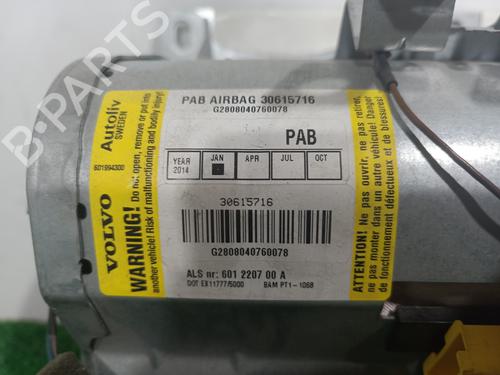 PAB AIRBAG 30615716
G2808040760078
PAB
YEAR
2014
JAN
APR
JUL
OCT
30615716
G2808040760078
ALS nr: 601 2207 00 A
DOT EX11777/5000 BAM PT1-1068
Autoliv
SWEDEN
601994300
VOLVO
WARNING! Do not open, remove or put into
another vehicle! Risk of malfunctioning and bodily injury!
ATTENTION! Ne pas ouvrir, ne pas retirer,
ne pas monter dans un autre vehicule! Danger
de fonctionnement défectueux et de blessures!
B-Parts